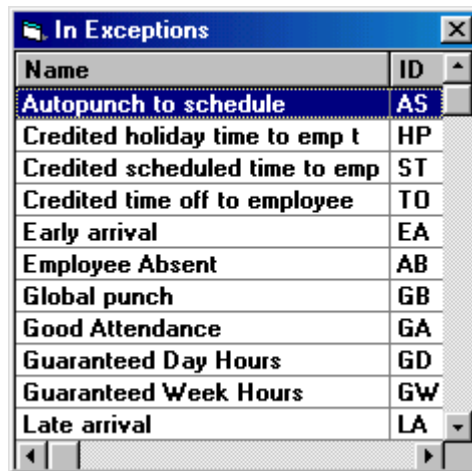 In Exceptions
Name ID
Autopunch to schedule AS
Credited holiday time to emp t HP
Credited scheduled time to emp ST
Credited time off to employee TO
Early arrival EA
Employee Absent AB
Global punch GB
Good Attendance GA
Guaranteed Day Hours GD
Guaranteed Week Hours GW
Late arrival LA